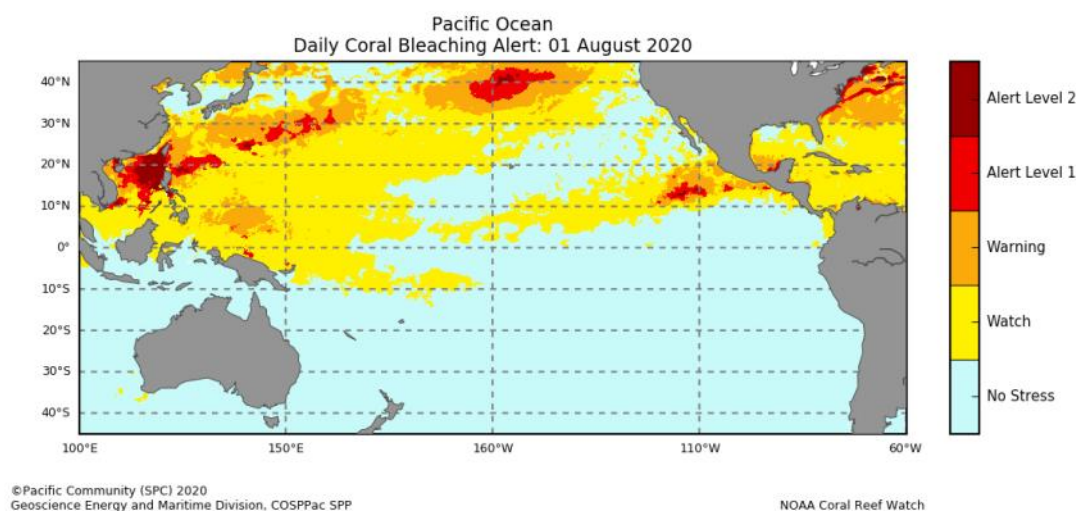 Pacific Ocean
Daily Coral Bleaching Alert: 01 August 2020
40°N
30°N
20°N
10°N
0°
10°S
20°S
30°S
40°S
100°E
150°E
160°W
110°W
60°W
Alert Level 2
Alert Level 1
Warning
Watch
No Stress
©Pacific Community (SPC) 2020
Geoscience Energy and Maritime Division, COSPPac SPP
NOAA Coral Reef Watch